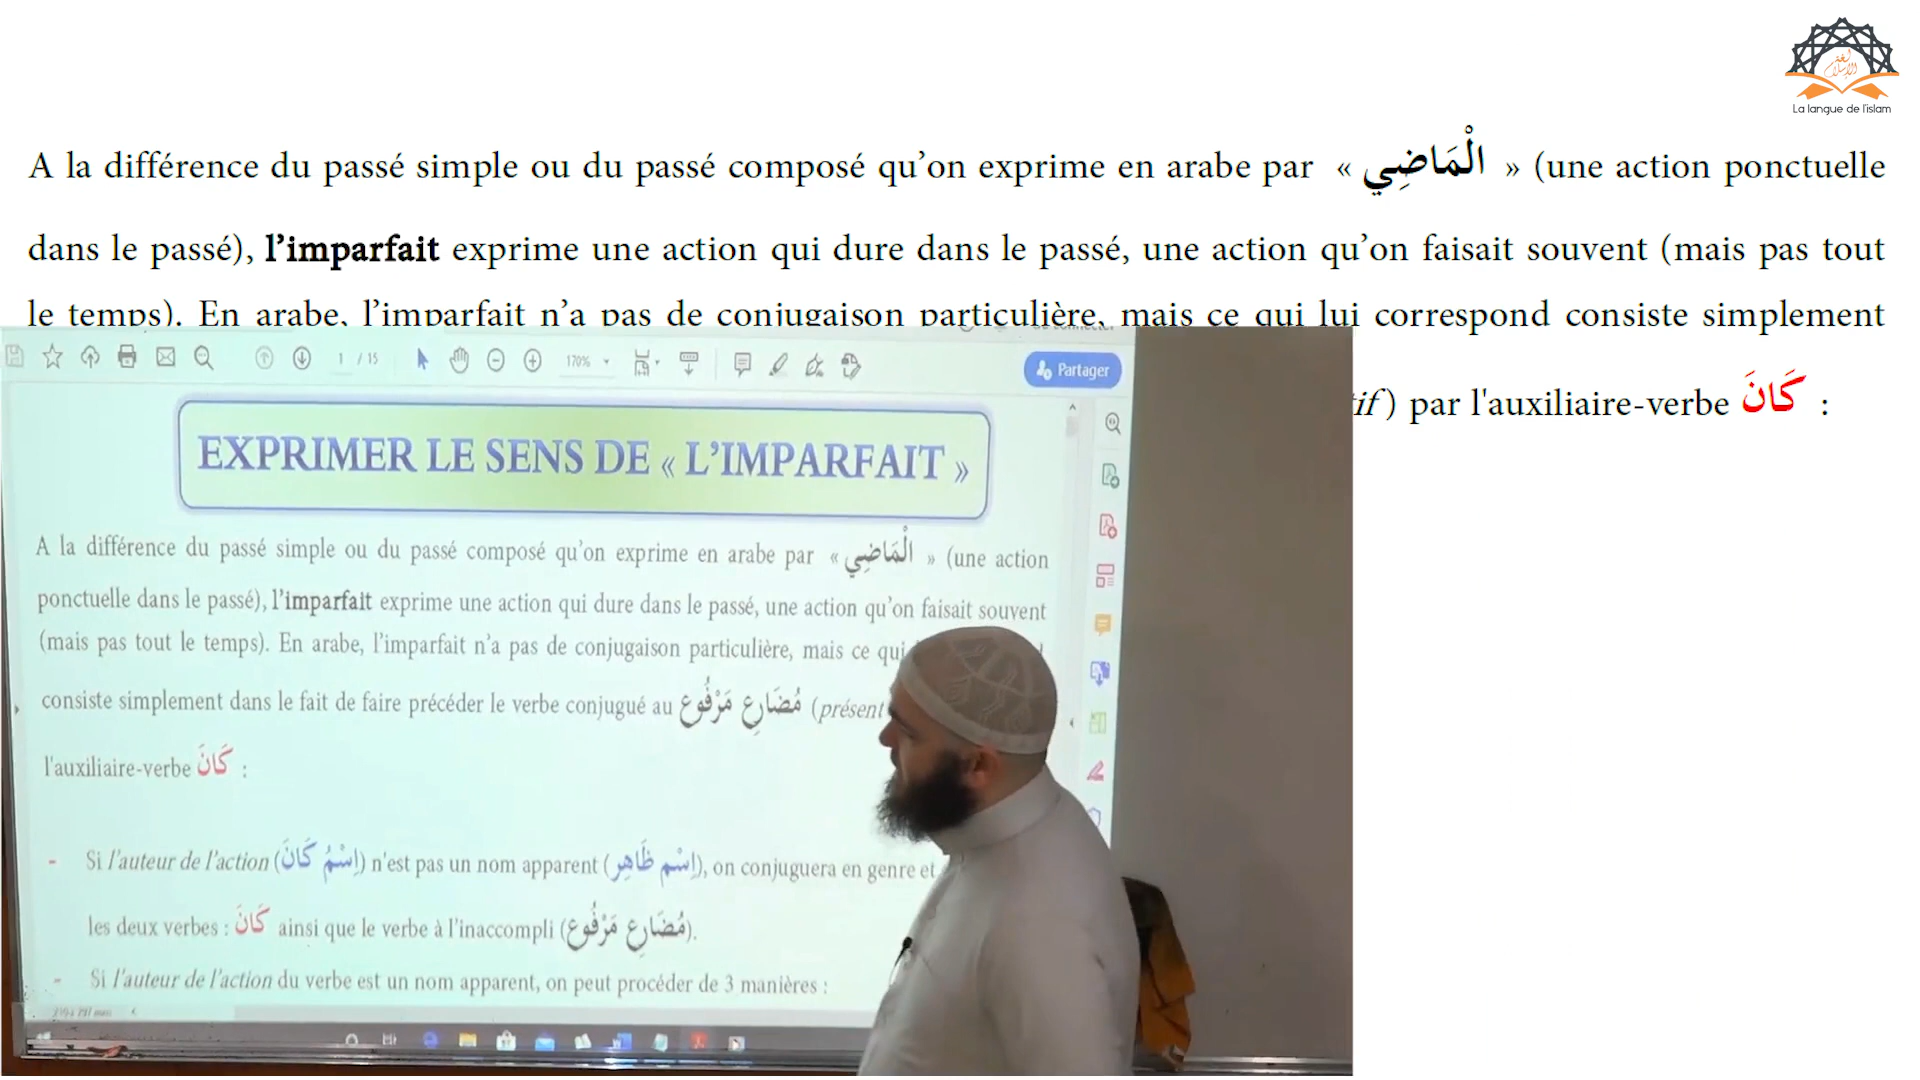 لغة الإسلام
La langue de l'islam
A la différence du passé simple ou du passé composé qu'on exprime en arabe par « الْمَاضِي » (une action ponctuelle
dans le passé), l'imparfait exprime une action qui dure dans le passé, une action qu'on faisait souvent (mais pas tout
le temps). En arabe, l'imparfait n'a pas de conjugaison particulière, mais ce qui lui correspond consiste simplement
if ) par l'auxiliaire-verbe كَانَ :
1 / 15
170%
Partager
EXPRIMER LE SENS DE « L'IMPARFAIT »
A la différence du passé simple ou du passé composé qu'on exprime en arabe par « الْمَاضِي » (une action
ponctuelle dans le passé), l'imparfait exprime une action qui dure dans le passé, une action qu'on faisait souvent
(mais pas tout le temps). En arabe, l'imparfait n'a pas de conjugaison particulière, mais ce qui
consiste simplement dans le fait de faire précéder le verbe conjugué au مُضَارِع مَرْفُوع (présent
l'auxiliaire-verbe كَانَ :
- Si l'auteur de l'action (اِسْمُ كَانَ) n'est pas un nom apparent (اِسْم ظَاهِر), on conjuguera en genre et
les deux verbes : كَانَ ainsi que le verbe à l'inaccompli (مُضَارِع مَرْفُوع).
- Si l'auteur de l'action du verbe est un nom apparent, on peut procéder de 3 manières :